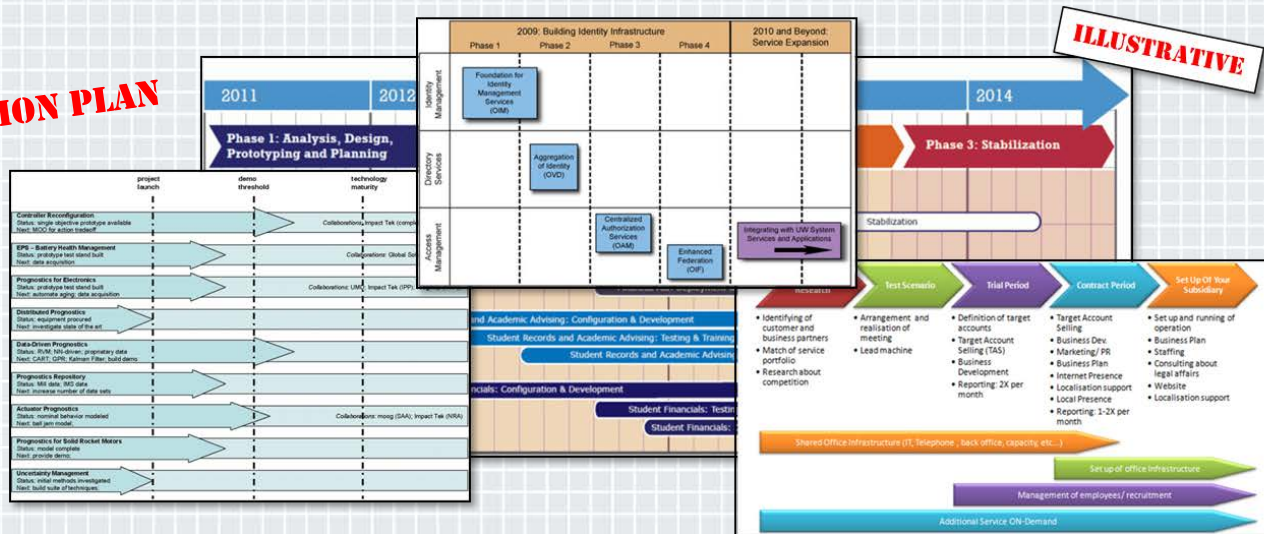 ION PLAN
ILLUSTRATIVE
2009: Building Identity Infrastructure
2010 and Beyond:
Service Expansion
Phase 1
Phase 2
Phase 3
Phase 4
Identity
Management
Foundation for
Identity
Management
Services
(OIM)
Directory
Services
Aggregation
of Identity
(OVD)
Access
Management
Centralized
Authorization
Services
(OAM)
Enhanced
Federation
(OIF)
Integrating with UW System
Services and Applications
2011
2012
2014
Phase 1: Analysis, Design,
Prototyping and Planning
Phase 3: Stabilization
Stabilization
and Academic Advising: Configuration & Development
Student Records and Academic Advising: Testing & Training
Student Records and Academic Advising
cials: Configuration & Development
Student Financials: Testin
Student Financials:
project
launch
demo
threshold
technology
maturity
Controller Reconfiguration
Status: single objective prototype available
Next: MOO for action tradeoff
Collaborations: Impact Tek (comple
EPS – Battery Health Management
Status: prototype test stand built
Next: data acquisition
Collaborations: Global Sol
Prognostics for Electronics
Status: prototype test stand built
Next: automate aging; data acquisition
Collaborations: UMD; Impact Tek (IPP);
Distributed Prognostics
Status: equipment procured
Next: investigate state of the art
Data-Driven Prognostics
Status: RVM; NN-driven; proprietary data
Next: CART; GPR; Kalman Filter; build demo
Prognostics Repository
Status: Mill data; IMS data
Next: increase number of data sets
Actuator Prognostics
Status: nominal behavior modeled
Next: ball jam model;
Collaborations: moog (SAA); Impact Tek (NRA)
Prognostics for Solid Rocket Motors
Status: model complete
Next: provide demo;
Uncertainty Management
Status: initial methods investigated
Next: build suite of techniques;
Research
Test Scenario
Trial Period
Contract Period
Set Up Of Your
Subsidiary
• Identifying of
customer and
business partners
• Match of service
portfolio
• Research about
competition
• Arrangement and
realisation of
meeting
• Lead machine
• Definition of target
accounts
• Target Account
Selling (TAS)
• Business
Development
• Reporting: 2X per
month
• Target Account
Selling
• Business Dev.
• Marketing/ PR
• Business Plan
• Internet Presence
• Localisation support
• Local Presence
• Reporting: 1-2X per
month
• Set up and running of
operation
• Business Plan
• Staffing
• Consulting about
legal affairs
• Website
• Localisation support
Shared Office Infrastructure (IT, Telephone , back office, capacity, etc...)
Set up of office Infrastructure
Management of employees/ recruitment
Additional Service ON-Demand